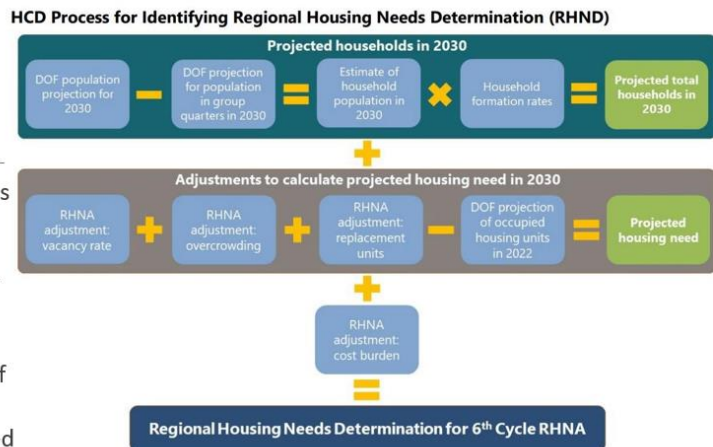 HCD Process for Identifying Regional Housing Needs Determination (RHND)
Projected households in 2030
DOF population
projection for
2030
−
DOF projection
for population
in group
quarters in 2030
=
Estimate of
household
population in
2030
×
Household
formation rates
=
Projected total
households in
2030
+
s
Adjustments to calculate projected housing need in 2030
RHNA
adjustment:
vacancy rate
+
RHNA
adjustment:
overcrowding
+
RHNA
adjustment:
replacement
units
−
DOF projection
of occupied
housing units
in 2022
=
Projected
housing need
+
RHNA
adjustment:
cost burden
f
=
ed
Regional Housing Needs Determination for 6th Cycle RHNA